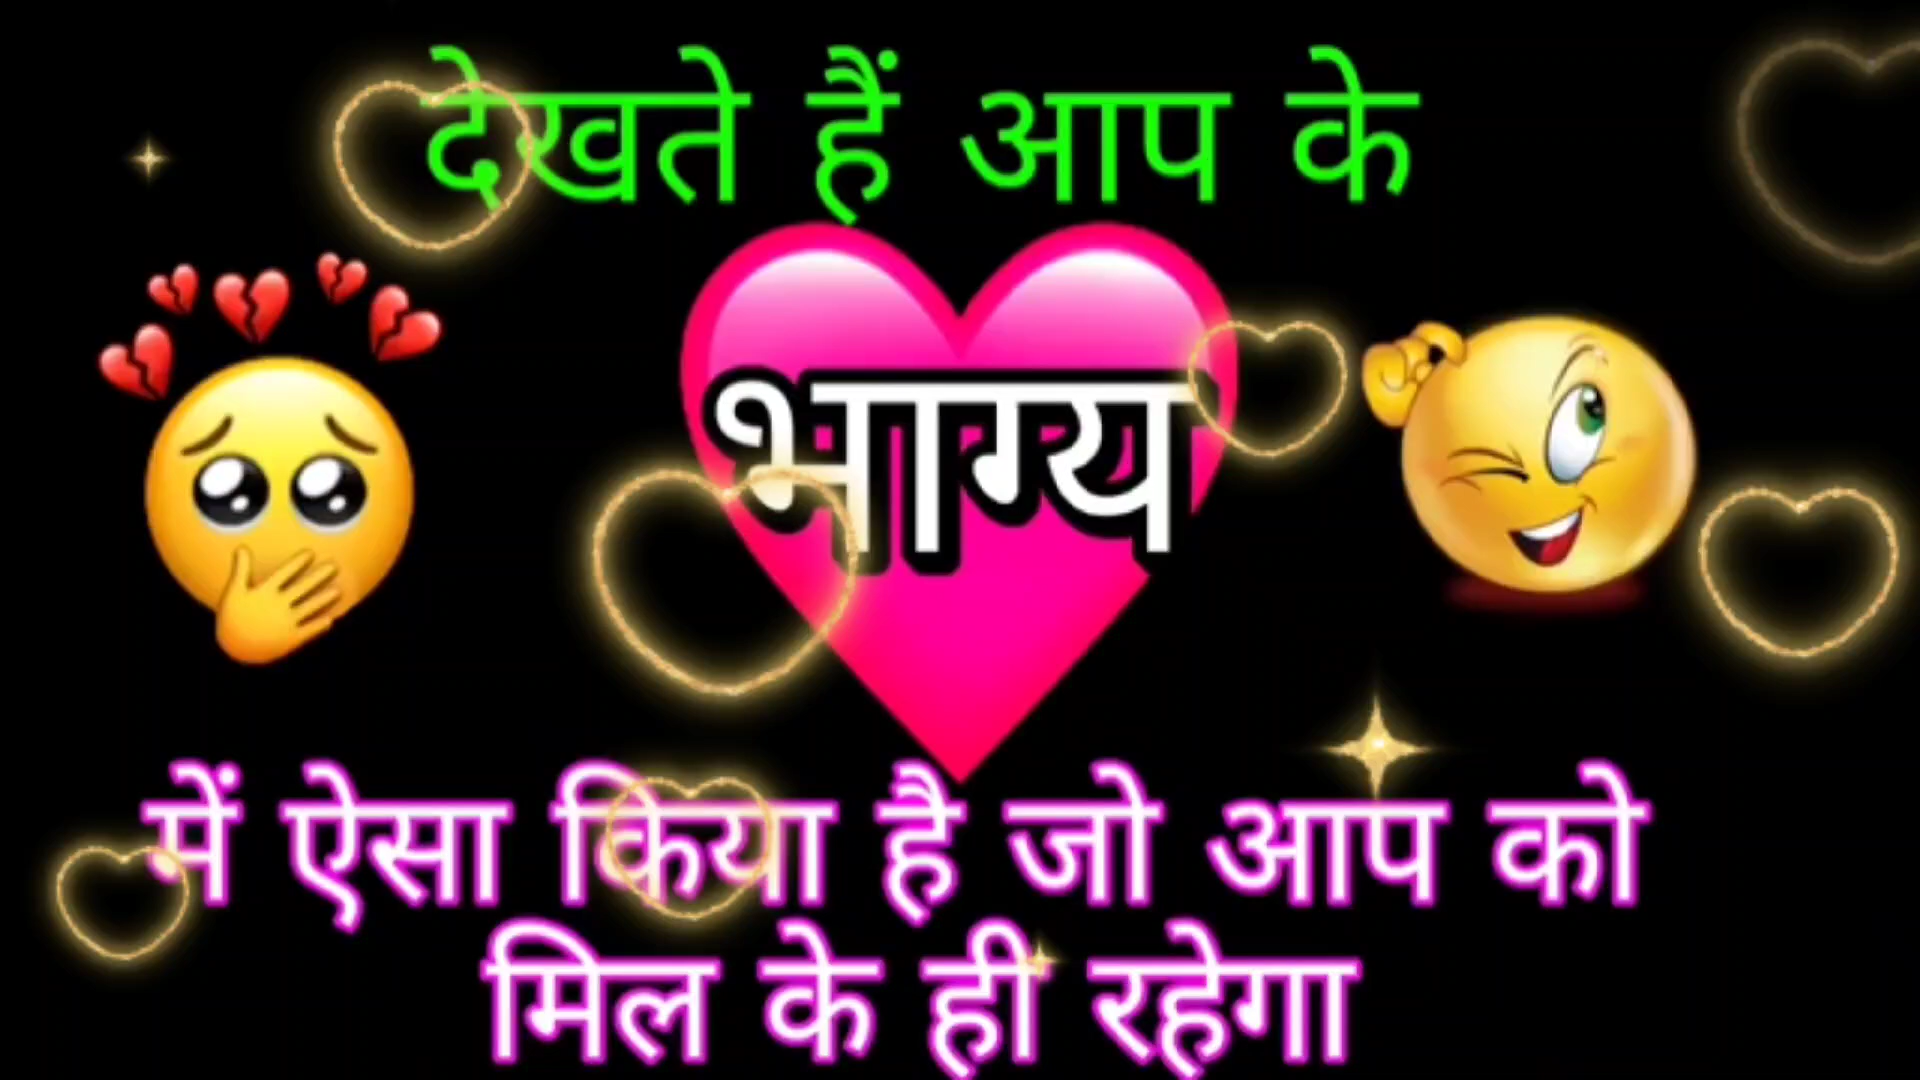 देखते हैं आप के
भाग्य
में ऐसा किया है जो आप को
मिल के ही रहेगा